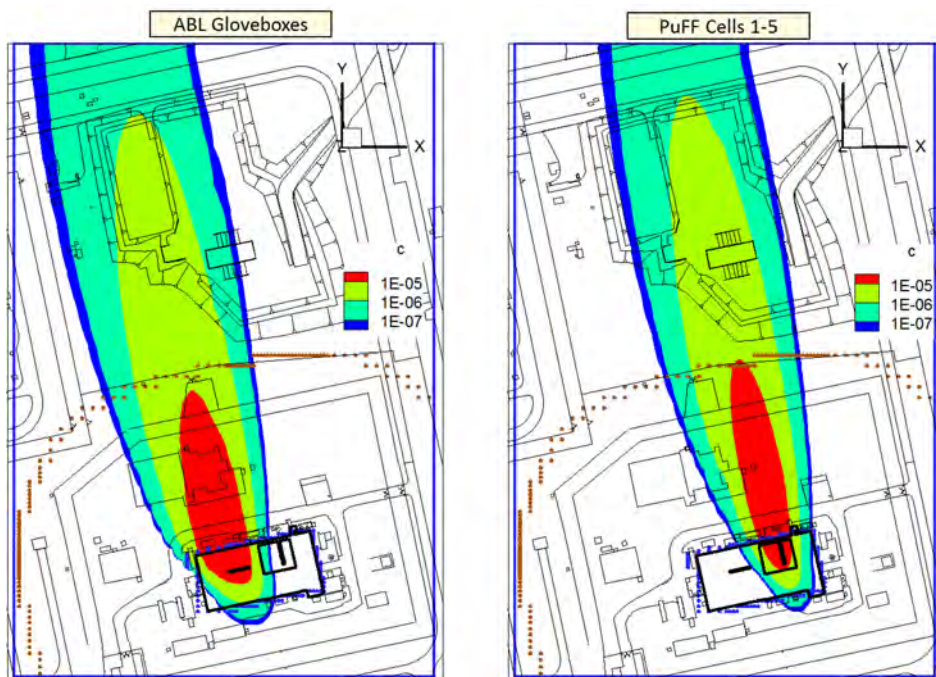 ABL Gloveboxes
PuFF Cells 1-5
Y
X
c
1E-05
1E-06
1E-07
Y
X
c
1E-05
1E-06
1E-07